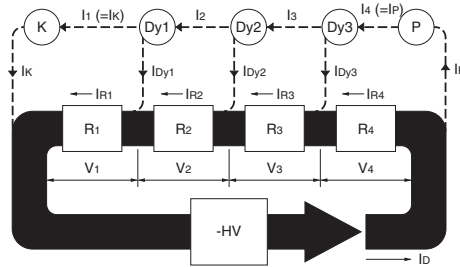 K I1 (=IK) Dy1 I2 Dy2 I3 Dy3 I4 (=IP) P
IK IDy1 IDy2 IDy3
IR1 IR2 IR3 IR4
R1 R2 R3 R4
V1 V2 V3 V4
-HV
ID